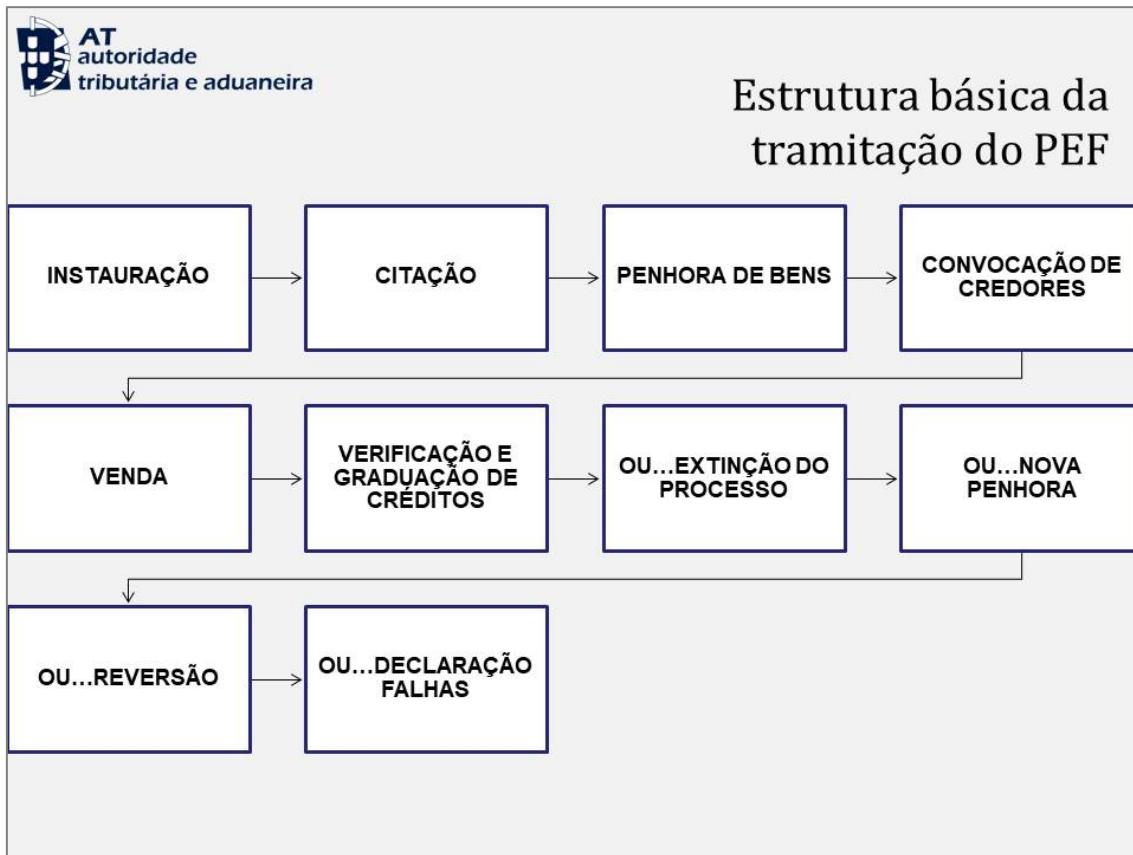 AT
autoridade
tributária e aduaneira
Estrutura básica da
tramitação do PEF
INSTAURAÇÃO
CITAÇÃO
PENHORA DE BENS
CONVOCAÇÃO DE
CREDORES
VENDA
VERIFICAÇÃO E
GRADUAÇÃO DE
CRÉDITOS
OU...EXTINÇÃO DO
PROCESSO
OU...NOVA
PENHORA
OU...REVERSÃO
OU...DECLARAÇÃO
FALHAS